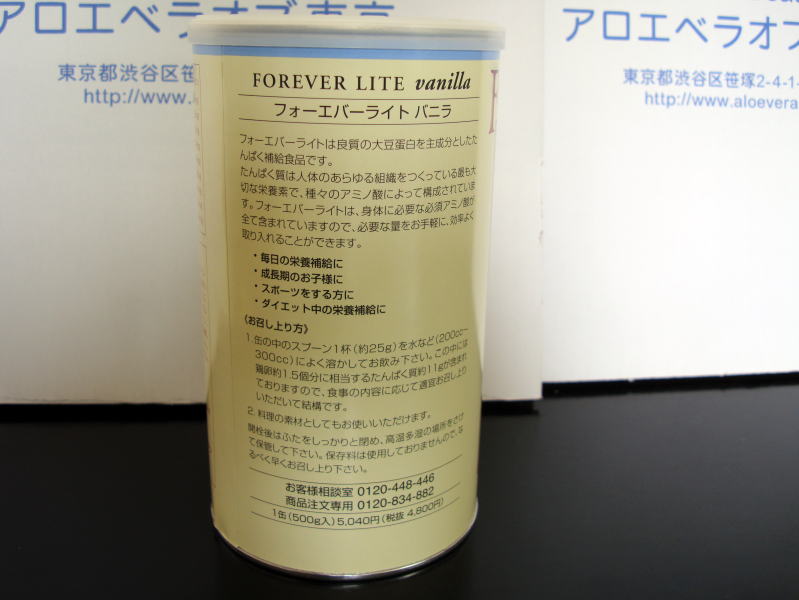 アロエベラオブ東京
東京都渋谷区笹
http://www.
アロエベラオブ
東京都渋谷区笹塚2-4-1
http://www.aloevera
FOREVER LITE vanilla
フォーエバーライト バニラ
フォーエバーライトは良質の大豆蛋白を主成分としたた
んぱく補給食品です。
たんぱく質は人体のあらゆる組織をつくっている最も大
切な栄養素で、種々のアミノ酸によって構成されていま
す。フォーエバーライトは、身体に必要な必須アミノ酸が
全て含まれていますので、必要な量をお手軽に、効率よく
取り入れることができます。
・毎日の栄養補給に
・成長期のお子様に
・スポーツをする方に
・ダイエット中の栄養補給に
《お召し上り方》
1.缶の中のスプーン1杯(約25g)を水など(200cc〜
300cc)によく溶かしてお飲み下さい。この中には
鶏卵約1.5個分に相当するたんぱく質約11gが含まれ
ておりますので、食事の内容に応じて適宜お召し上り
いただいて結構です。
2.料理の素材としてもお使いいただけます。
開栓後はふたをしっかりと閉め、高温多湿の場所をさけ
て保管して下さい。保存料は使用しておりませんので、な
るべく早くお召し上り下さい。
お客様相談室 0120-448-446
商品注文専用 0120-834-882
1缶(500g入)5,040円(税抜 4,800円)